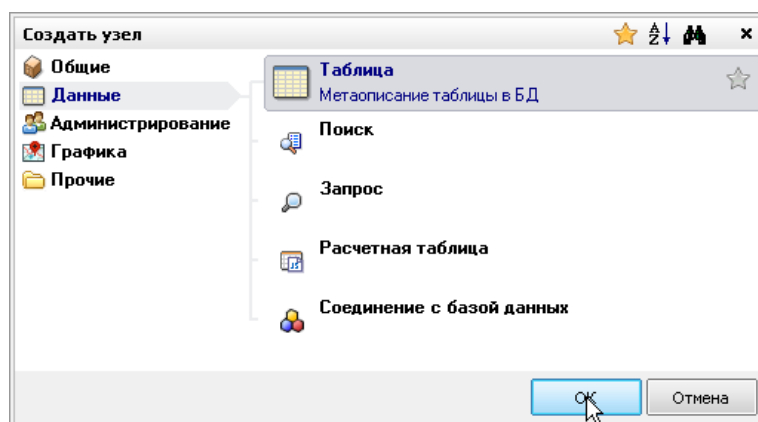 Создать узел
Общие
Данные
Администрирование
Графика
Прочие
Таблица
Метаописание таблицы в БД
Поиск
Запрос
Расчетная таблица
Соединение с базой данных
ОК
Отмена